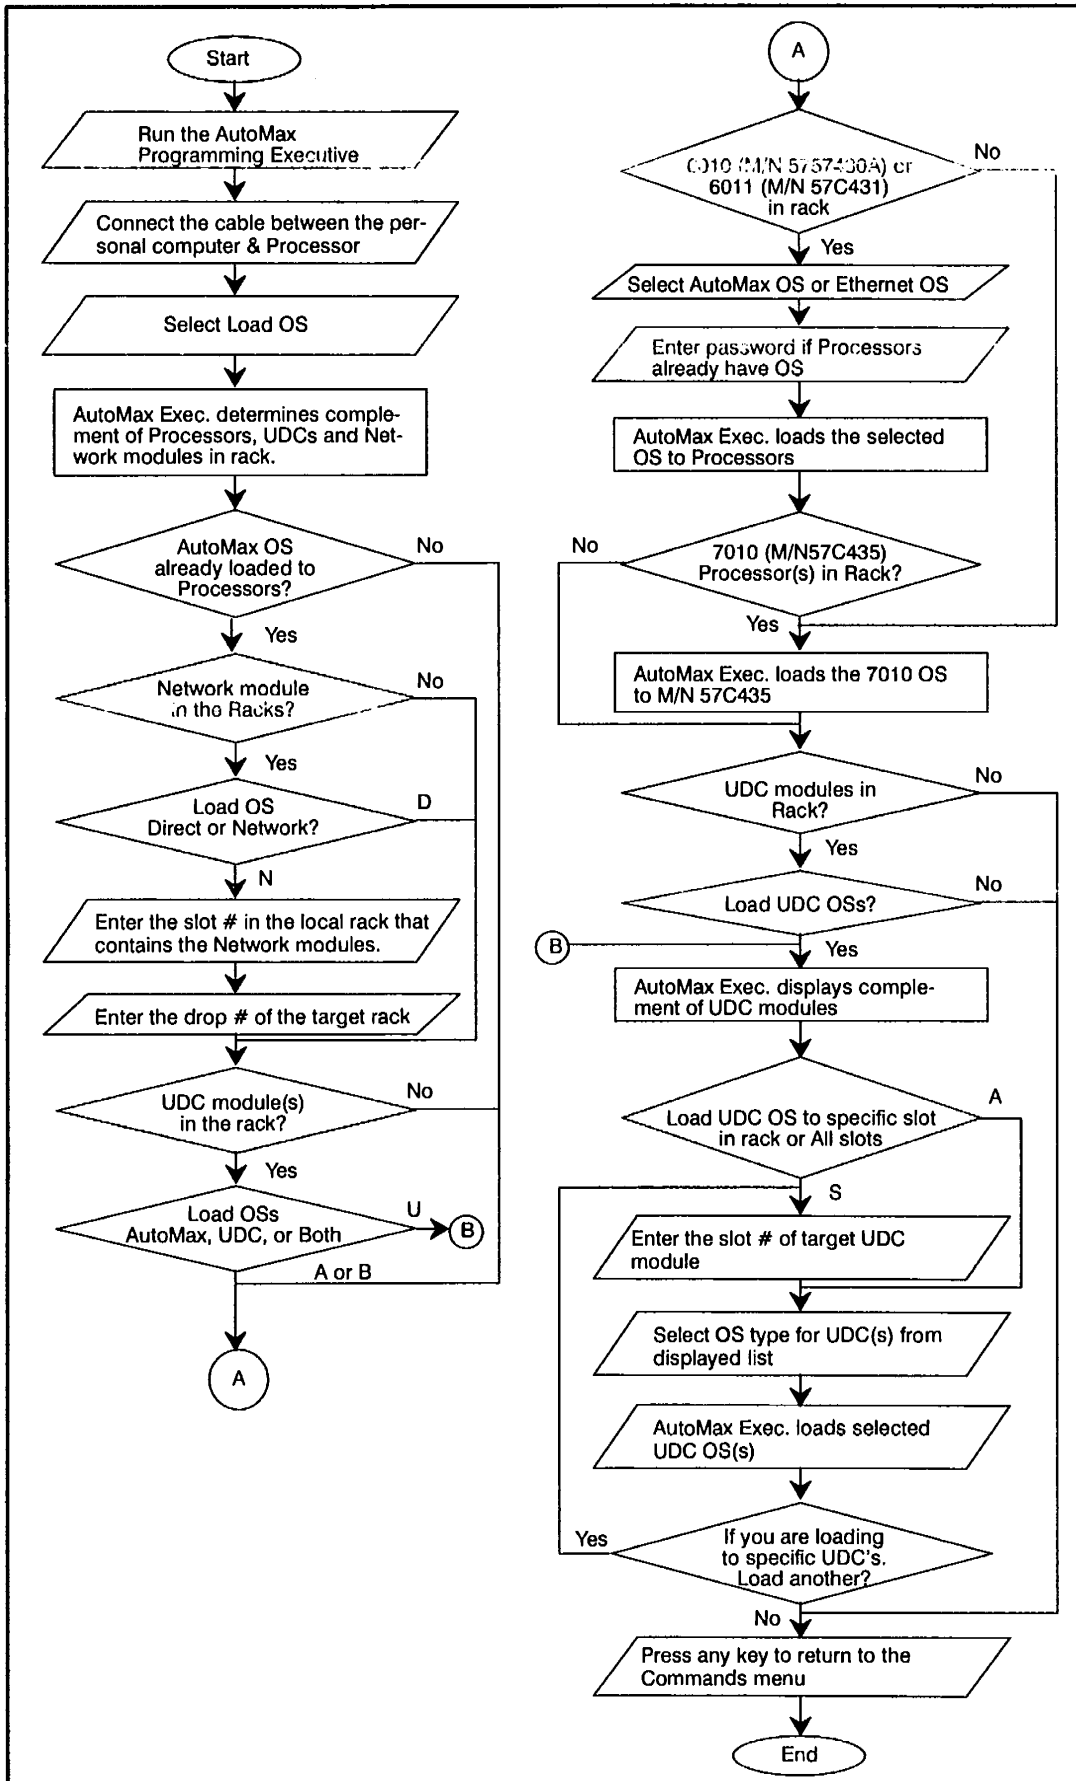 Start
Run the AutoMax
Programming Executive
Connect the cable between the per-
sonal computer & Processor
Select Load OS
AutoMax Exec. determines comple-
ment of Processors, UDCs and Net-
work modules in rack.
AutoMax OS
already loaded to
Processors?
No
Yes
Network module
in the Racks?
No
Yes
Load OS
Direct or Network?
D
N
Enter the slot # in the local rack that
contains the Network modules.
Enter the drop # of the target rack
UDC module(s)
in the rack?
No
Yes
Load OSs
AutoMax, UDC, or Both
U
B
A or B
A
A
6010 (M/N 57C430A) or
6011 (M/N 57C431)
in rack
No
Yes
Select AutoMax OS or Ethernet OS
Enter password if Processors
already have OS
AutoMax Exec. loads the selected
OS to Processors
No
7010 (M/N57C435)
Processor(s) in Rack?
Yes
AutoMax Exec. loads the 7010 OS
to M/N 57C435
UDC modules in
Rack?
No
Yes
Load UDC OSs?
No
B
Yes
AutoMax Exec. displays comple-
ment of UDC modules
Load UDC OS to specific slot
in rack or All slots
A
S
Enter the slot # of target UDC
module
Select OS type for UDC(s) from
displayed list
AutoMax Exec. loads selected
UDC OS(s)
Yes
If you are loading
to specific UDC's.
Load another?
No
Press any key to return to the
Commands menu
End